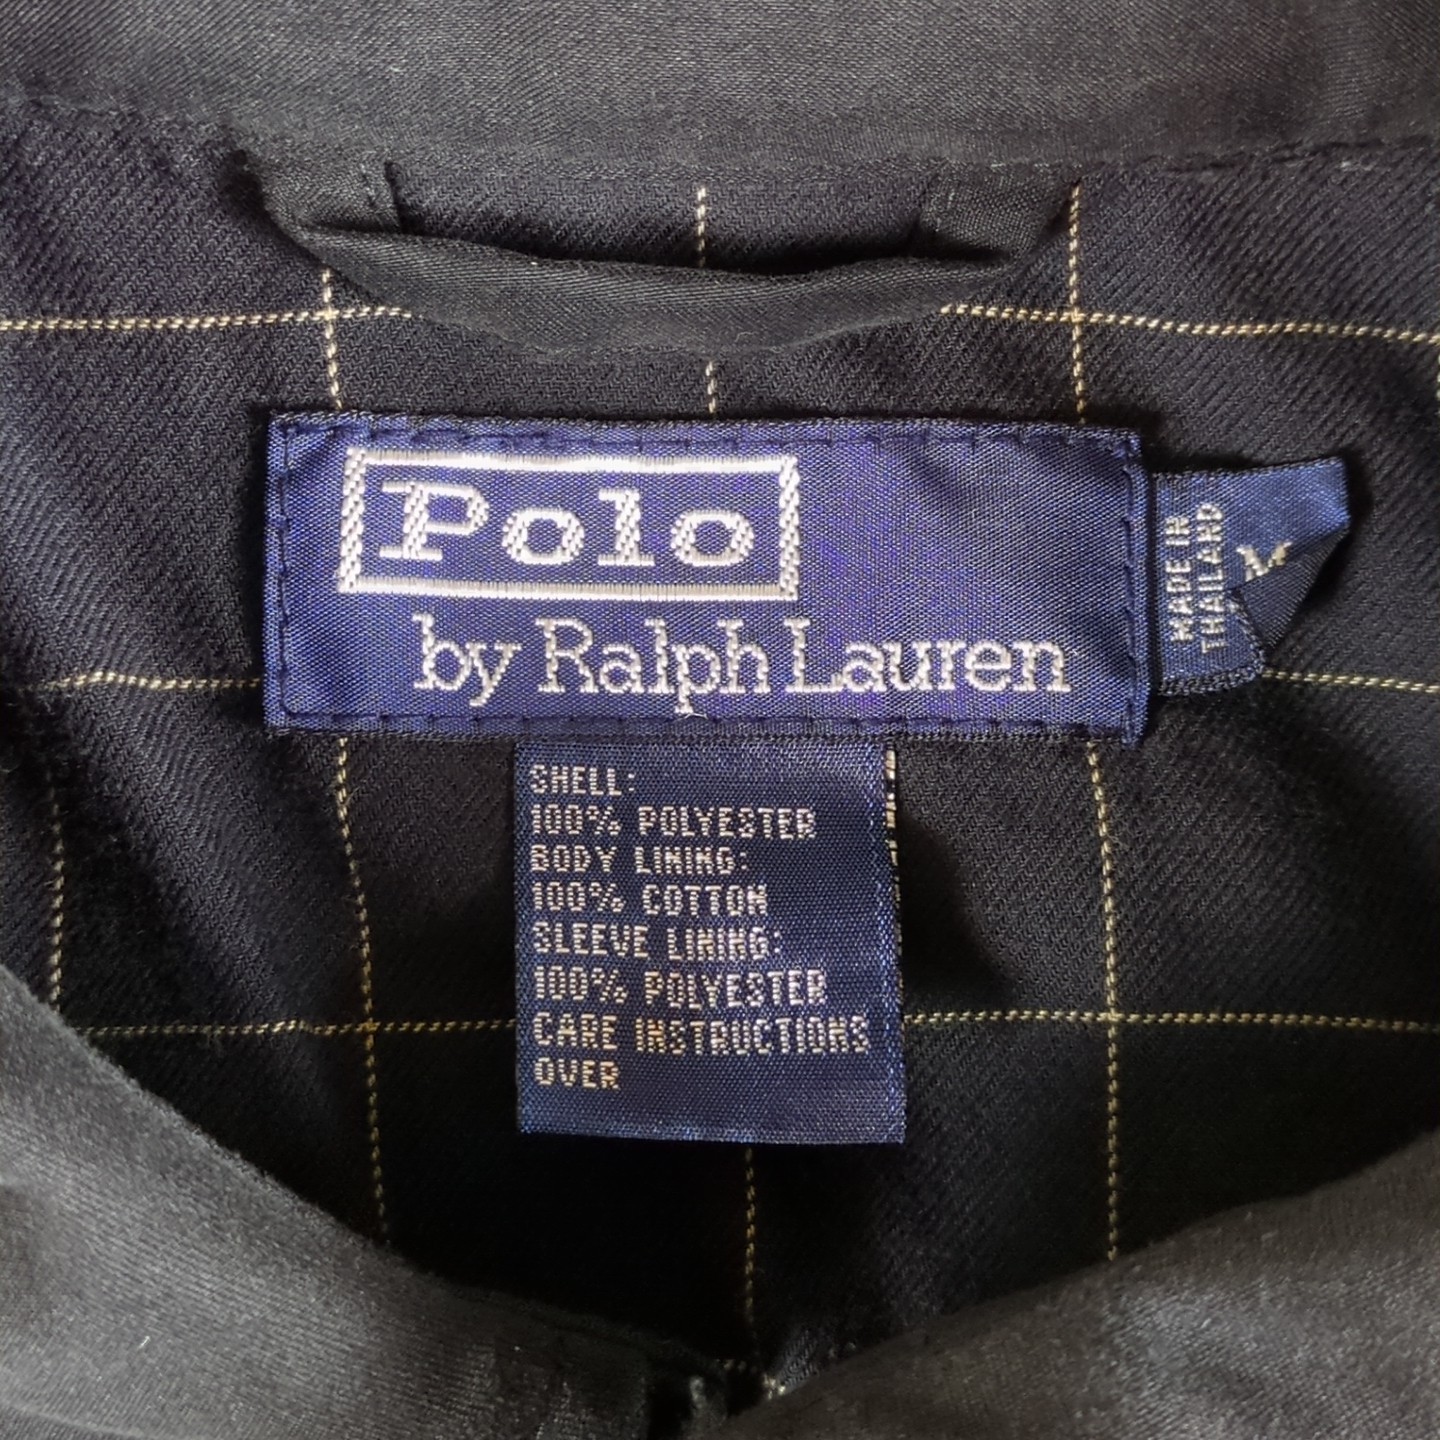 Polo
by Ralph Lauren
MADE IN
THAILAND
M
SHELL:
100% POLYESTER
BODY LINING:
100% COTTON
SLEEVE LINING:
100% POLYESTER
CARE INSTRUCTIONS
OVER